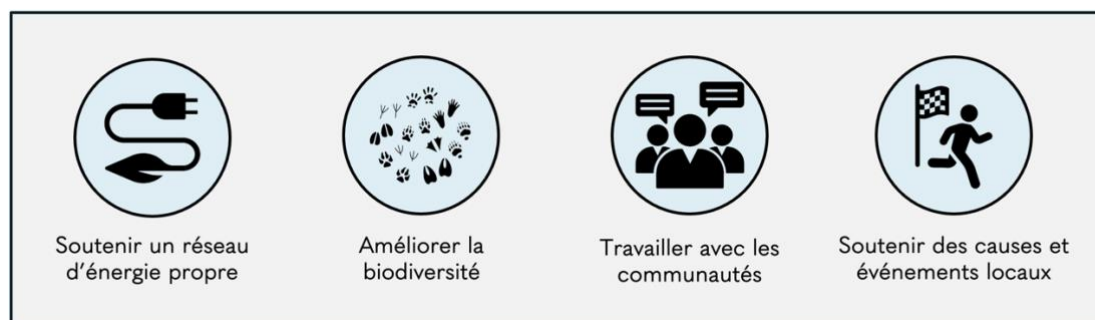 Soutenir un réseau
d'énergie propre
Améliorer la
biodiversité
Travailler avec les
communautés
Soutenir des causes et
événements locaux